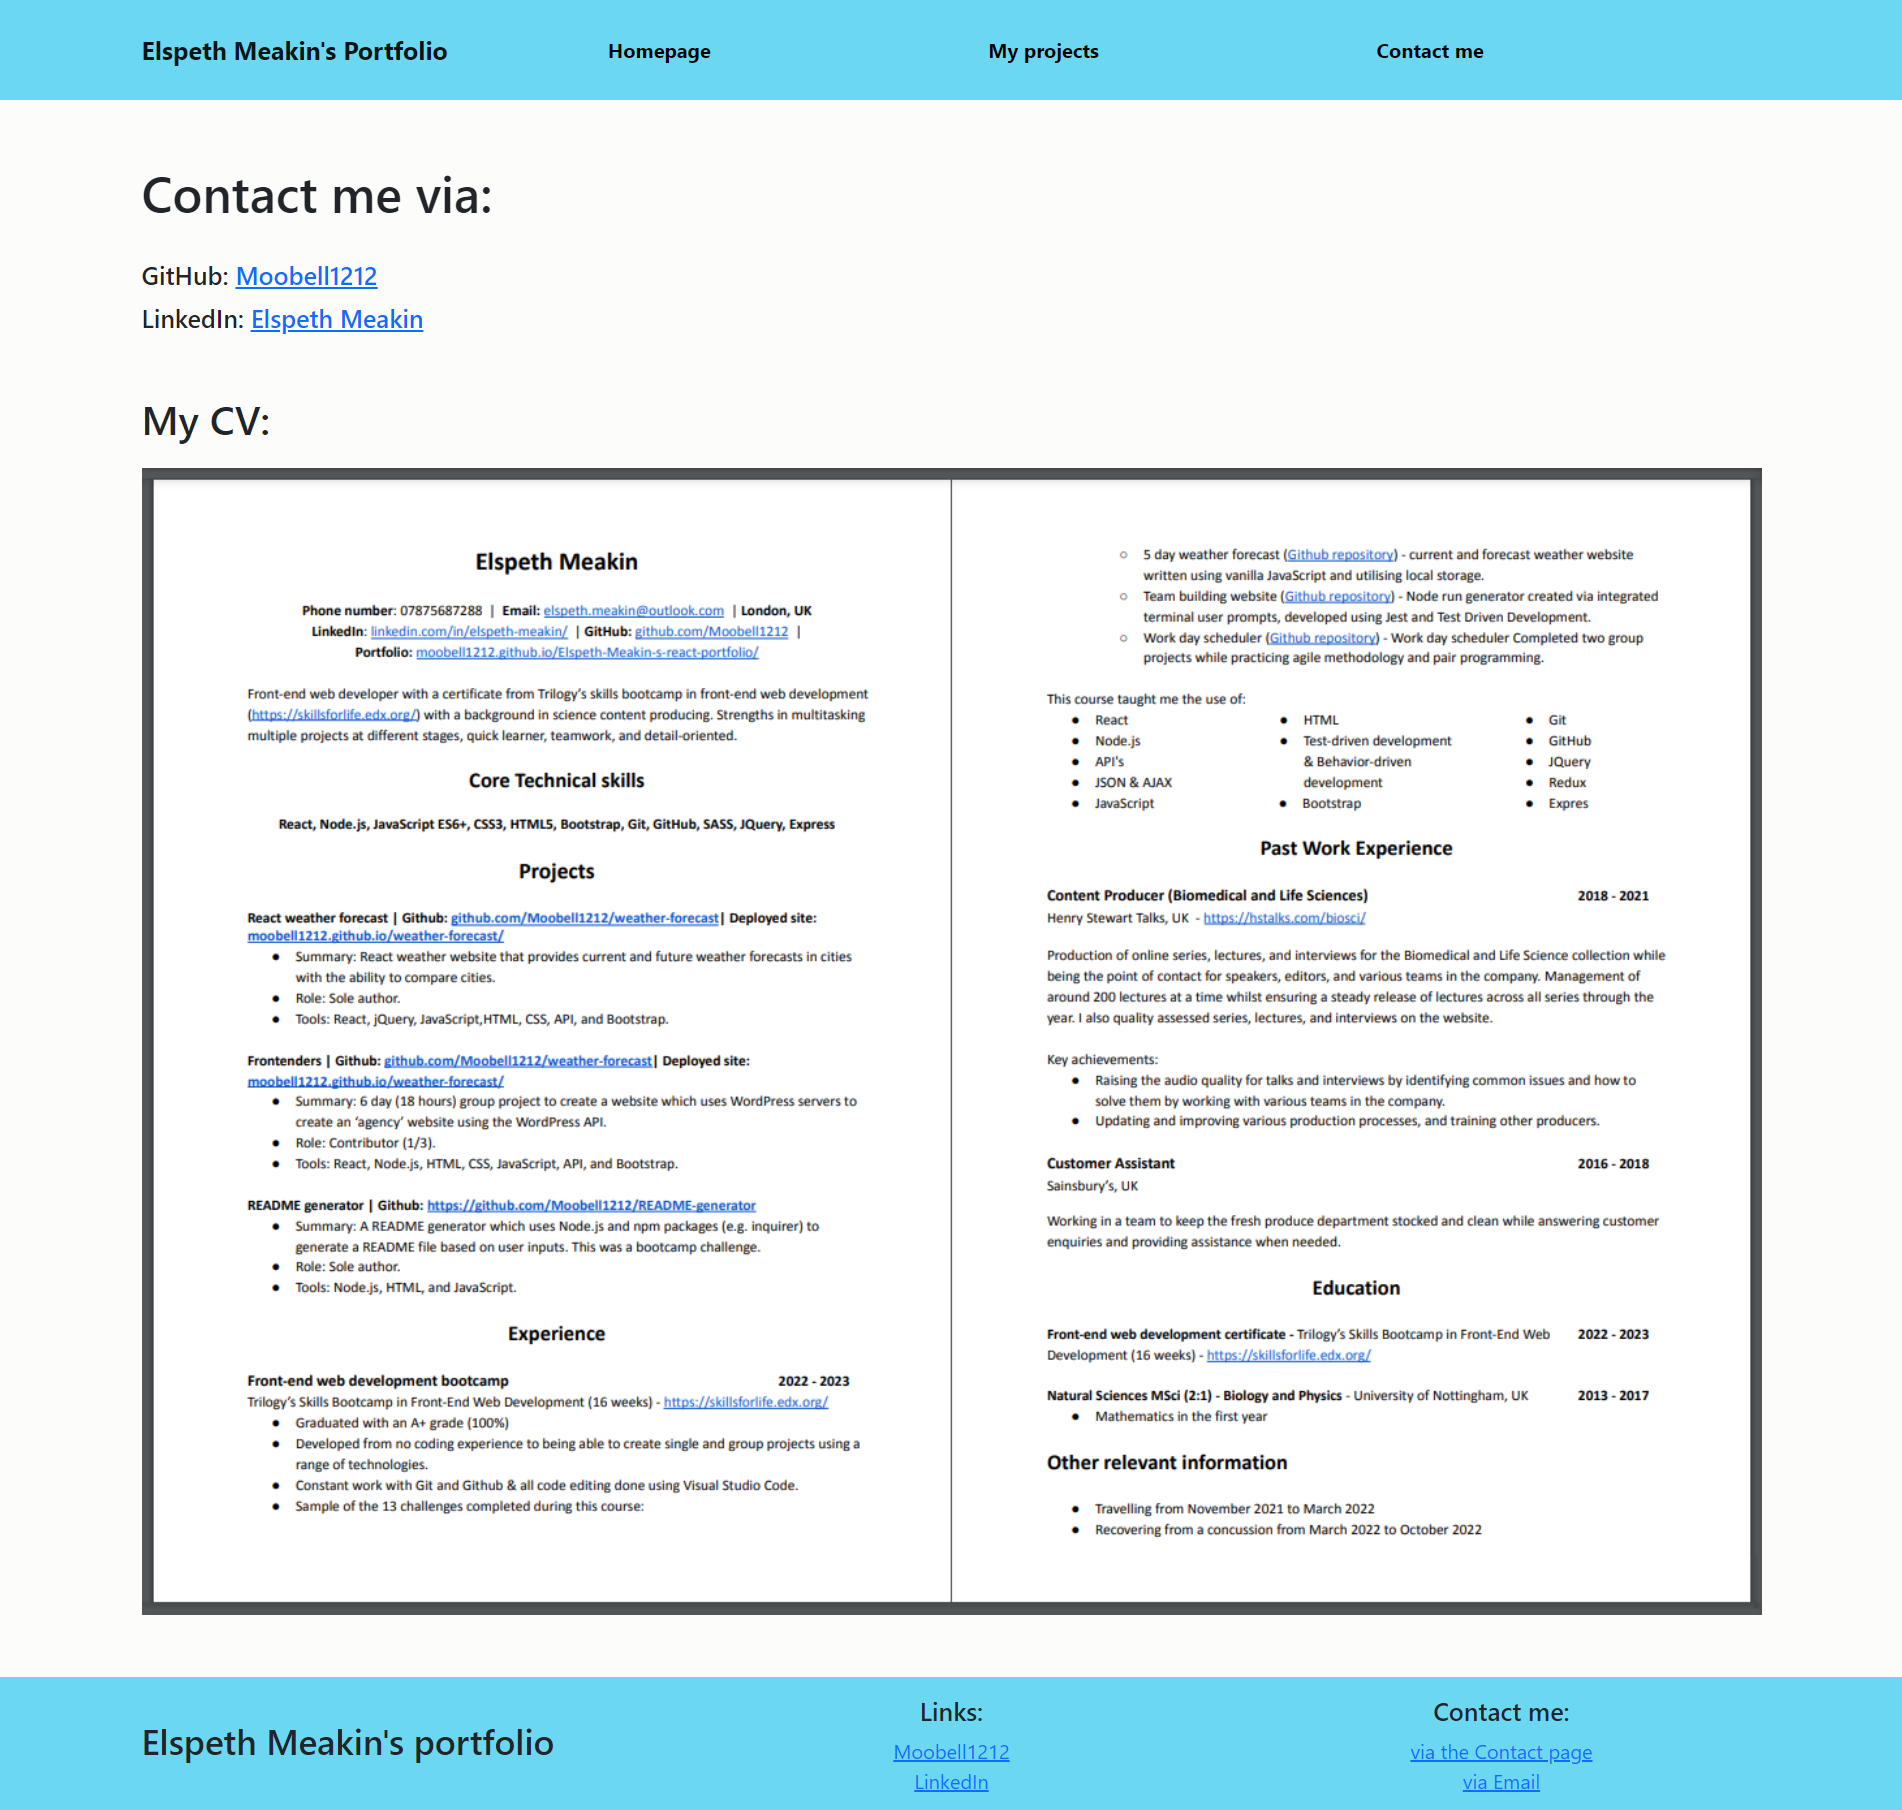 Elspeth Meakin's Portfolio
Homepage
My projects
Contact me
Contact me via:
GitHub: Moobell1212
LinkedIn: Elspeth Meakin
My CV:
Elspeth Meakin
Phone number: 07875687288 | Email: elspeth.meakin@outlook.com | London, UK
LinkedIn: linkedin.com/in/elspeth-meakin/ | GitHub: github.com/Moobell1212 |
Portfolio: moobell1212.github.io/Elspeth-Meakin-s-react-portfolio/
Front-end web developer with a certificate from Trilogy’s skills bootcamp in front-end web development
(https://skillsforlife.edx.org/) with a background in science content producing. Strengths in multitasking
multiple projects at different stages, quick learner, teamwork, and detail-oriented.
Core Technical skills
React, Node.js, JavaScript ES6+, CSS3, HTML5, Bootstrap, Git, GitHub, SASS, JQuery, Express
Projects
React weather forecast | Github: github.com/Moobell1212/weather-forecast| Deployed site:
moobell1212.github.io/weather-forecast/
● Summary: React weather website that provides current and future weather forecasts in cities
with the ability to compare cities.
● Role: Sole author.
● Tools: React, jQuery, JavaScript,HTML, CSS, API, and Bootstrap.
Frontenders | Github: github.com/Moobell1212/weather-forecast| Deployed site:
moobell1212.github.io/weather-forecast/
● Summary: 6 day (18 hours) group project to create a website which uses WordPress servers to
create an ‘agency’ website using the WordPress API.
● Role: Contributor (1/3).
● Tools: React, Node.js, HTML, CSS, JavaScript, API, and Bootstrap.
README generator | Github: https://github.com/Moobell1212/README-generator
● Summary: A README generator which uses Node.js and npm packages (e.g. inquirer) to
generate a README file based on user inputs. This was a bootcamp challenge.
● Role: Sole author.
● Tools: Node.js, HTML, and JavaScript.
Experience
Front-end web development bootcamp 2022 - 2023
Trilogy’s Skills Bootcamp in Front-End Web Development (16 weeks) - https://skillsforlife.edx.org/
● Graduated with an A+ grade (100%)
● Developed from no coding experience to being able to create single and group projects using a
range of technologies.
● Constant work with Git and Github & all code editing done using Visual Studio Code.
● Sample of the 13 challenges completed during this course:
○ 5 day weather forecast (Github repository) - current and forecast weather website
written using vanilla JavaScript and utilising local storage.
○ Team building website (Github repository) - Node run generator created via integrated
terminal user prompts, developed using Jest and Test Driven Development.
○ Work day scheduler (Github repository) - Work day scheduler Completed two group
projects while practicing agile methodology and pair programming.
This course taught me the use of:
● React
● Node.js
● API's
● JSON & AJAX
● JavaScript
● HTML
● Test-driven development
& Behavior-driven
development
● Bootstrap
● Git
● GitHub
● JQuery
● Redux
● Expres
Past Work Experience
Content Producer (Biomedical and Life Sciences) 2018 - 2021
Henry Stewart Talks, UK - https://hstalks.com/biosci/
Production of online series, lectures, and interviews for the Biomedical and Life Science collection while
being the point of contact for speakers, editors, and various teams in the company. Management of
around 200 lectures at a time whilst ensuring a steady release of lectures across all series through the
year. I also quality assessed series, lectures, and interviews on the website.
Key achievements:
● Raising the audio quality for talks and interviews by identifying common issues and how to
solve them by working with various teams in the company.
● Updating and improving various production processes, and training other producers.
Customer Assistant 2016 - 2018
Sainsbury’s, UK
Working in a team to keep the fresh produce department stocked and clean while answering customer
enquiries and providing assistance when needed.
Education
Front-end web development certificate - Trilogy’s Skills Bootcamp in Front-End Web 2022 - 2023
Development (16 weeks) - https://skillsforlife.edx.org/
Natural Sciences MSci (2:1) - Biology and Physics - University of Nottingham, UK 2013 - 2017
● Mathematics in the first year
Other relevant information
● Travelling from November 2021 to March 2022
● Recovering from a concussion from March 2022 to October 2022
Elspeth Meakin's portfolio
Links:
Moobell1212
LinkedIn
Contact me:
via the Contact page
via Email